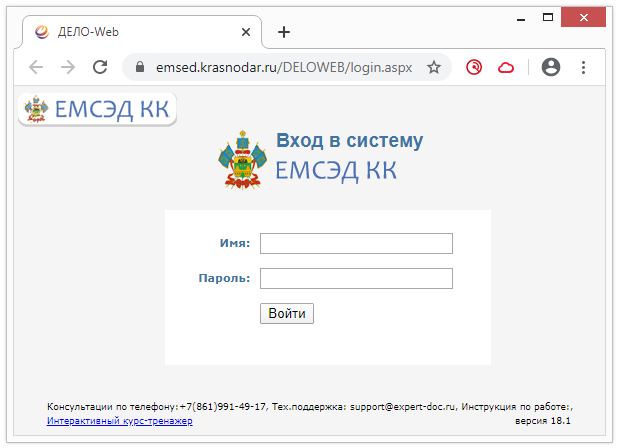 ДЕЛО-Web
emsed.krasnodar.ru/DELOWEB/login.aspx
ЕМСЭД КК
Вход в систему
ЕМСЭД КК
Имя:
Пароль:
Войти
Консультации по телефону:+7(861)991-49-17, Тех.поддержка: support@expert-doc.ru, Инструкция по работе:,
Интерактивный курс-тренажер версия 18.1